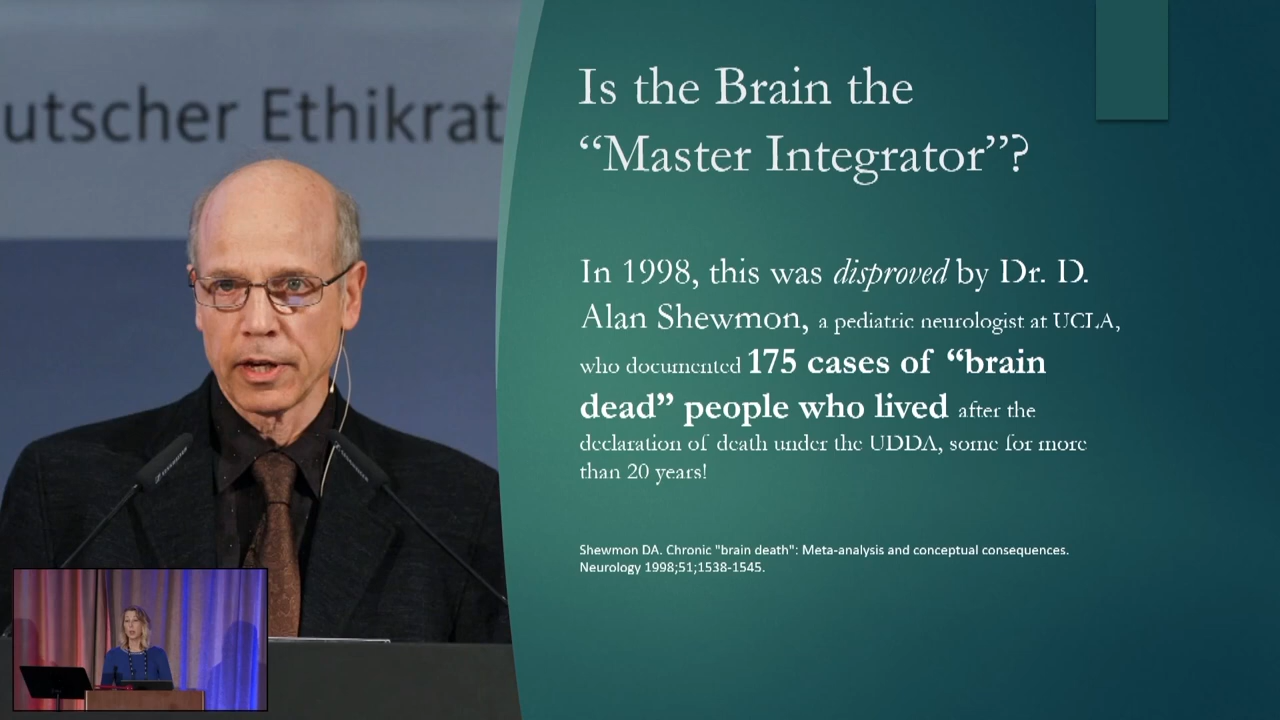 utscher Ethikrat
Is the Brain the
“Master Integrator”?
In 1998, this was disproved by Dr. D.
Alan Shewmon, a pediatric neurologist at UCLA,
who documented 175 cases of “brain
dead” people who lived after the
declaration of death under the UDDA, some for more
than 20 years!
Shewmon DA. Chronic "brain death": Meta-analysis and conceptual consequences.
Neurology 1998;51;1538-1545.